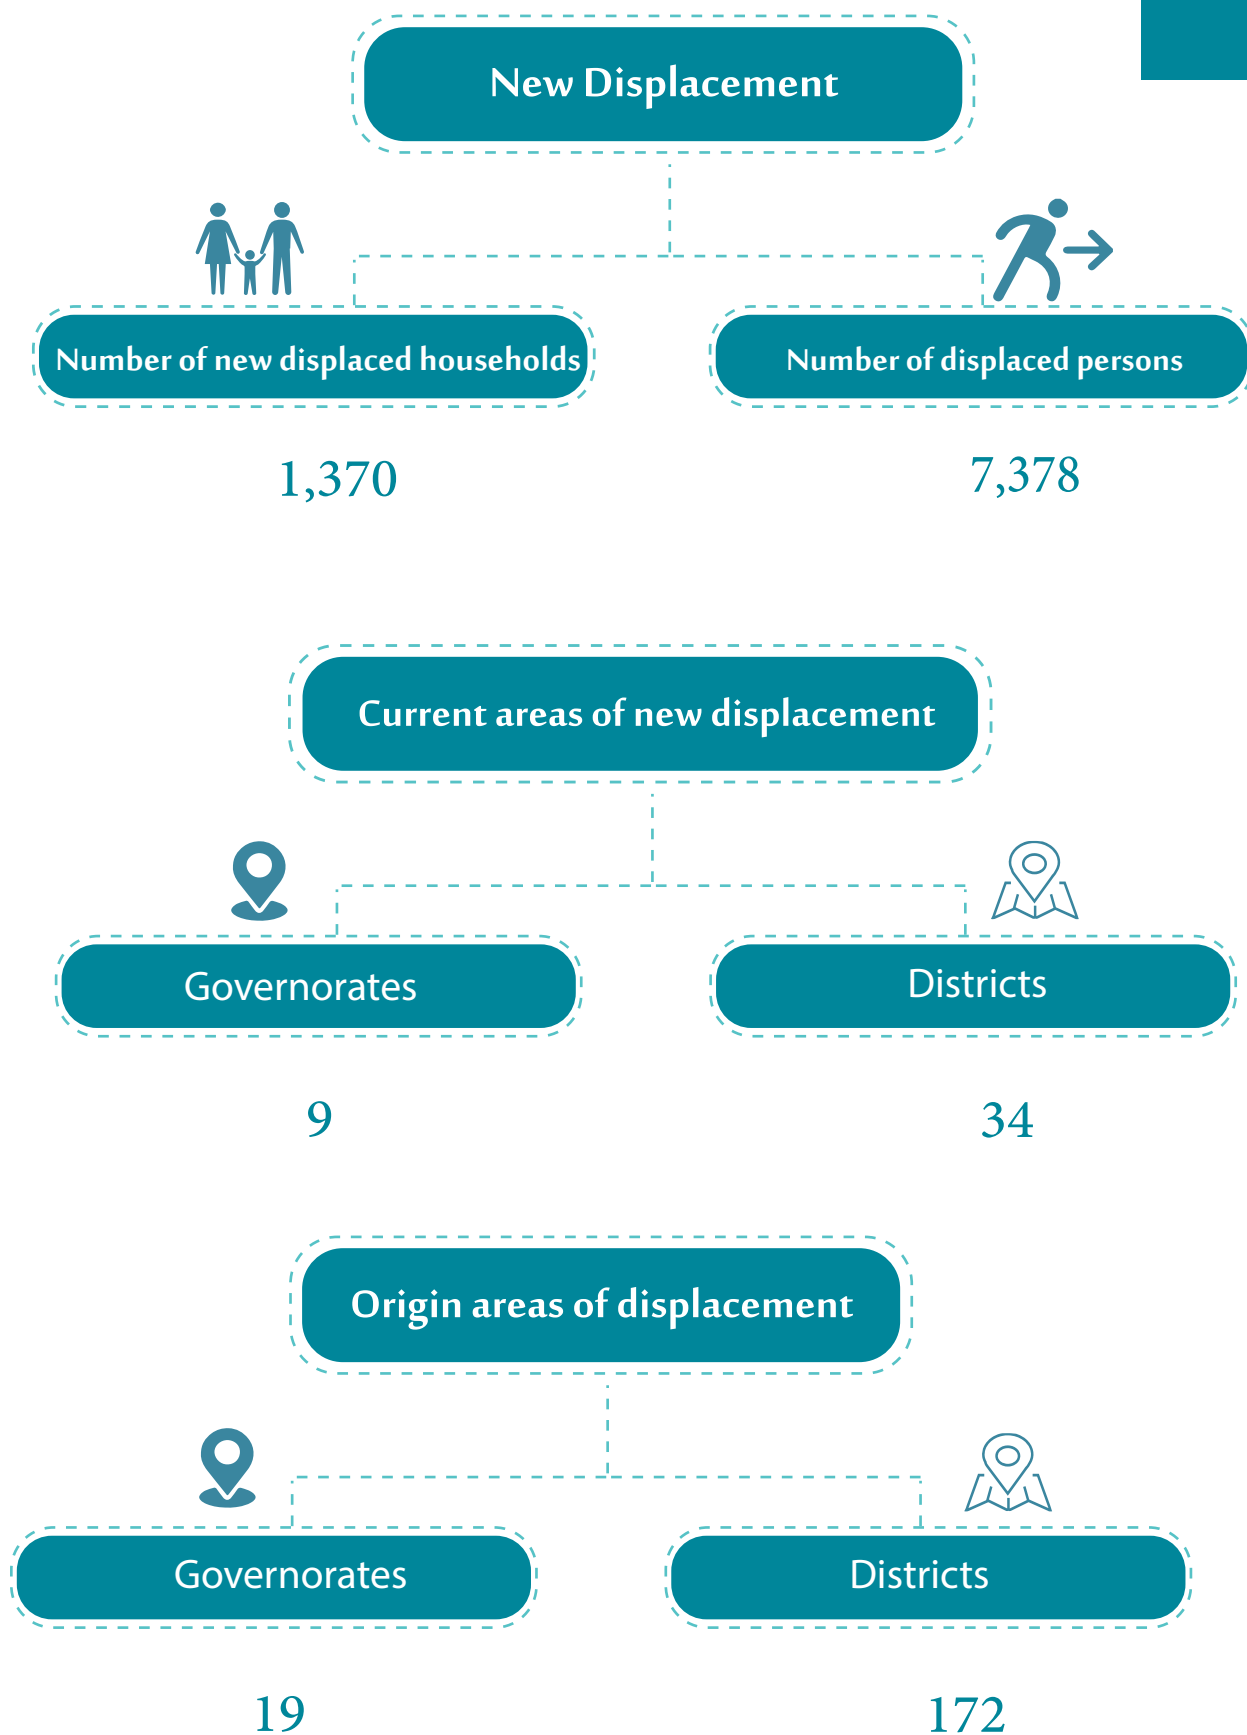 New Displacement
Number of new displaced households
Number of displaced persons
1,370
7,378
Current areas of new displacement
Governorates
Districts
9
34
Origin areas of displacement
Governorates
Districts
19
172